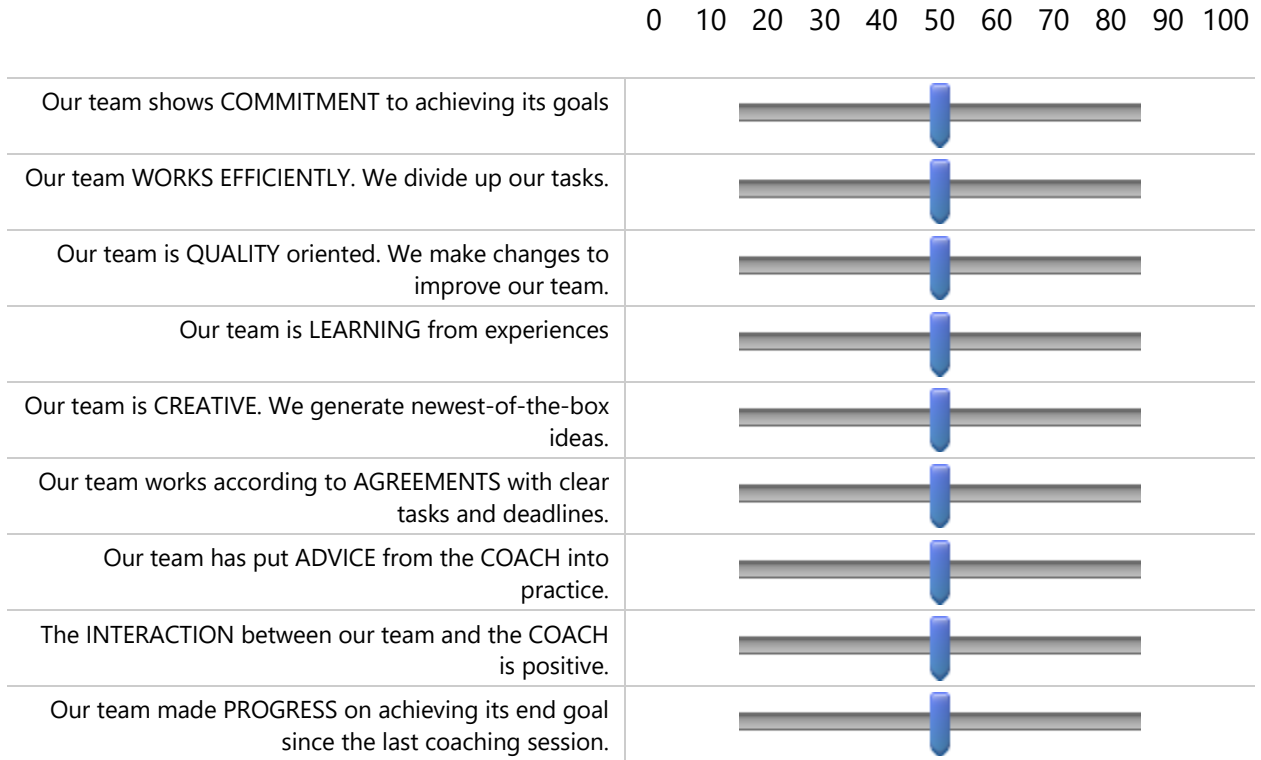 0 10 20 30 40 50 60 70 80 90 100
Our team shows COMMITMENT to achieving its goals
Our team WORKS EFFICIENTLY. We divide up our tasks.
Our team is QUALITY oriented. We make changes to
improve our team.
Our team is LEARNING from experiences
Our team is CREATIVE. We generate newest-of-the-box
ideas.
Our team works according to AGREEMENTS with clear
tasks and deadlines.
Our team has put ADVICE from the COACH into
practice.
The INTERACTION between our team and the COACH
is positive.
Our team made PROGRESS on achieving its end goal
since the last coaching session.